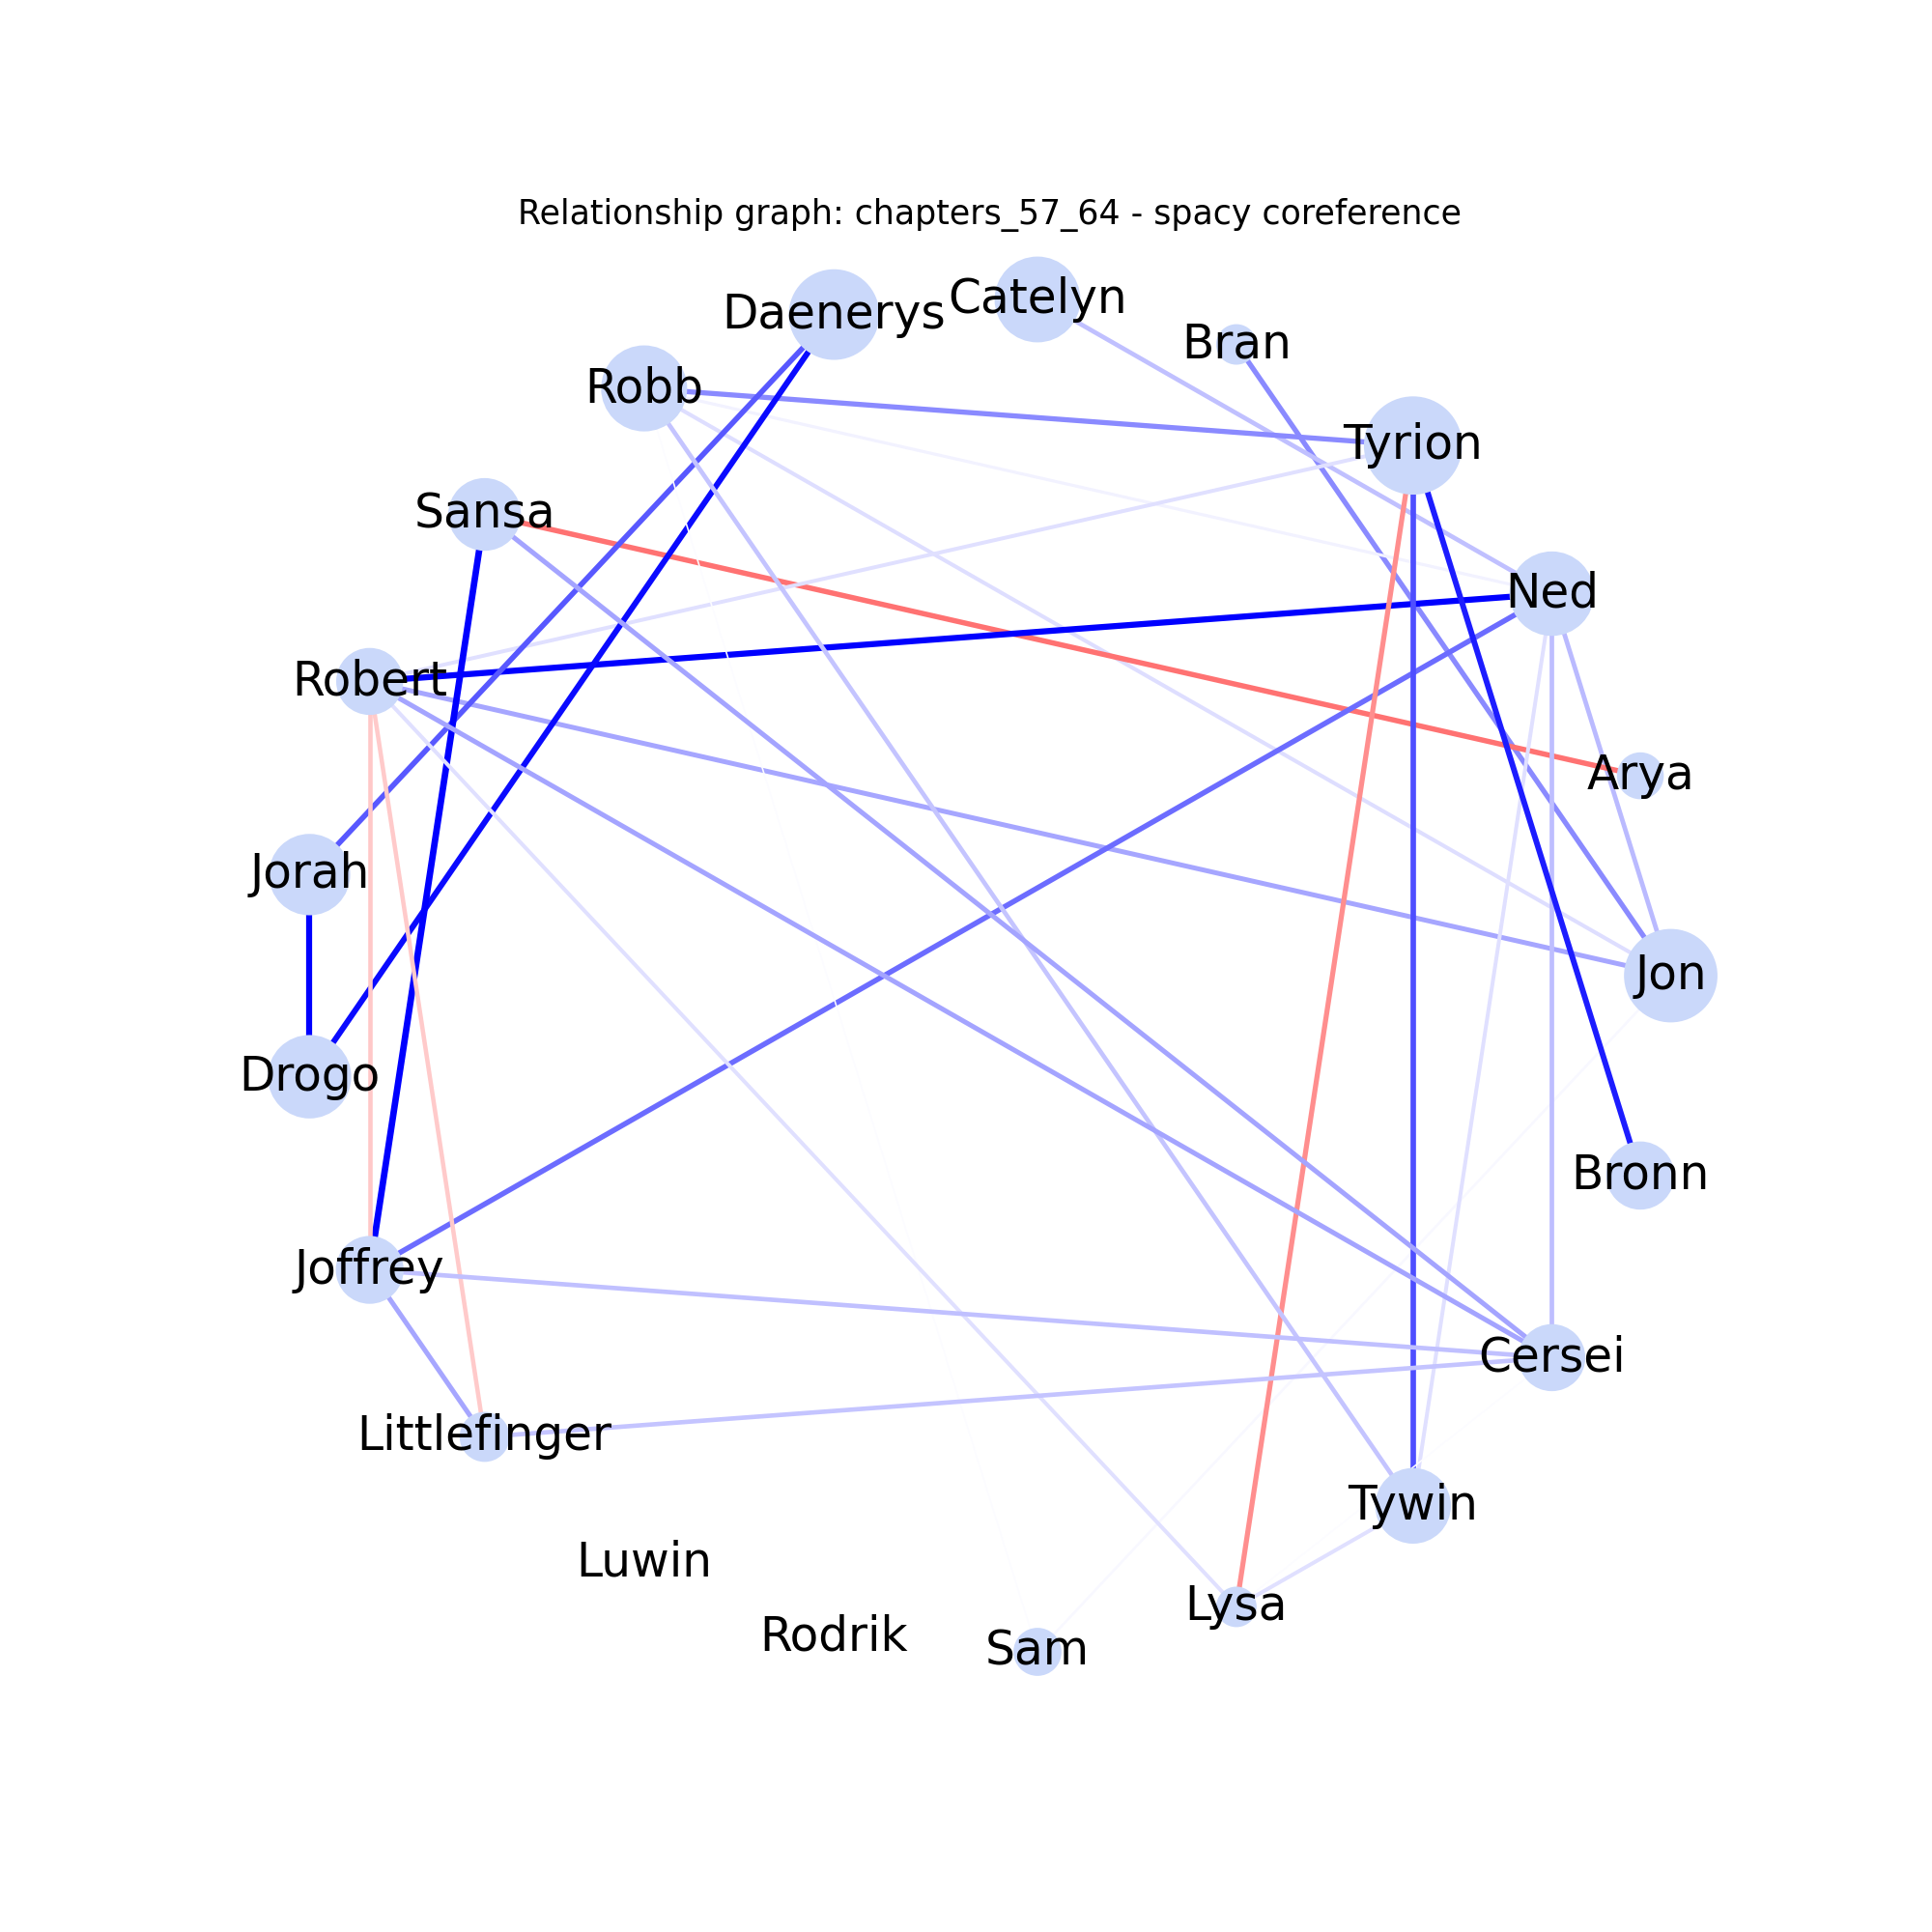 Relationship graph: chapters_57_64 - spacy coreference
Daenerys
Catelyn
Bran
Robb
Tyrion
Sansa
Ned
Robert
Arya
Jorah
Jon
Drogo
Bronn
Joffrey
Cersei
Littlefinger
Tywin
Luwin
Lysa
Rodrik
Sam